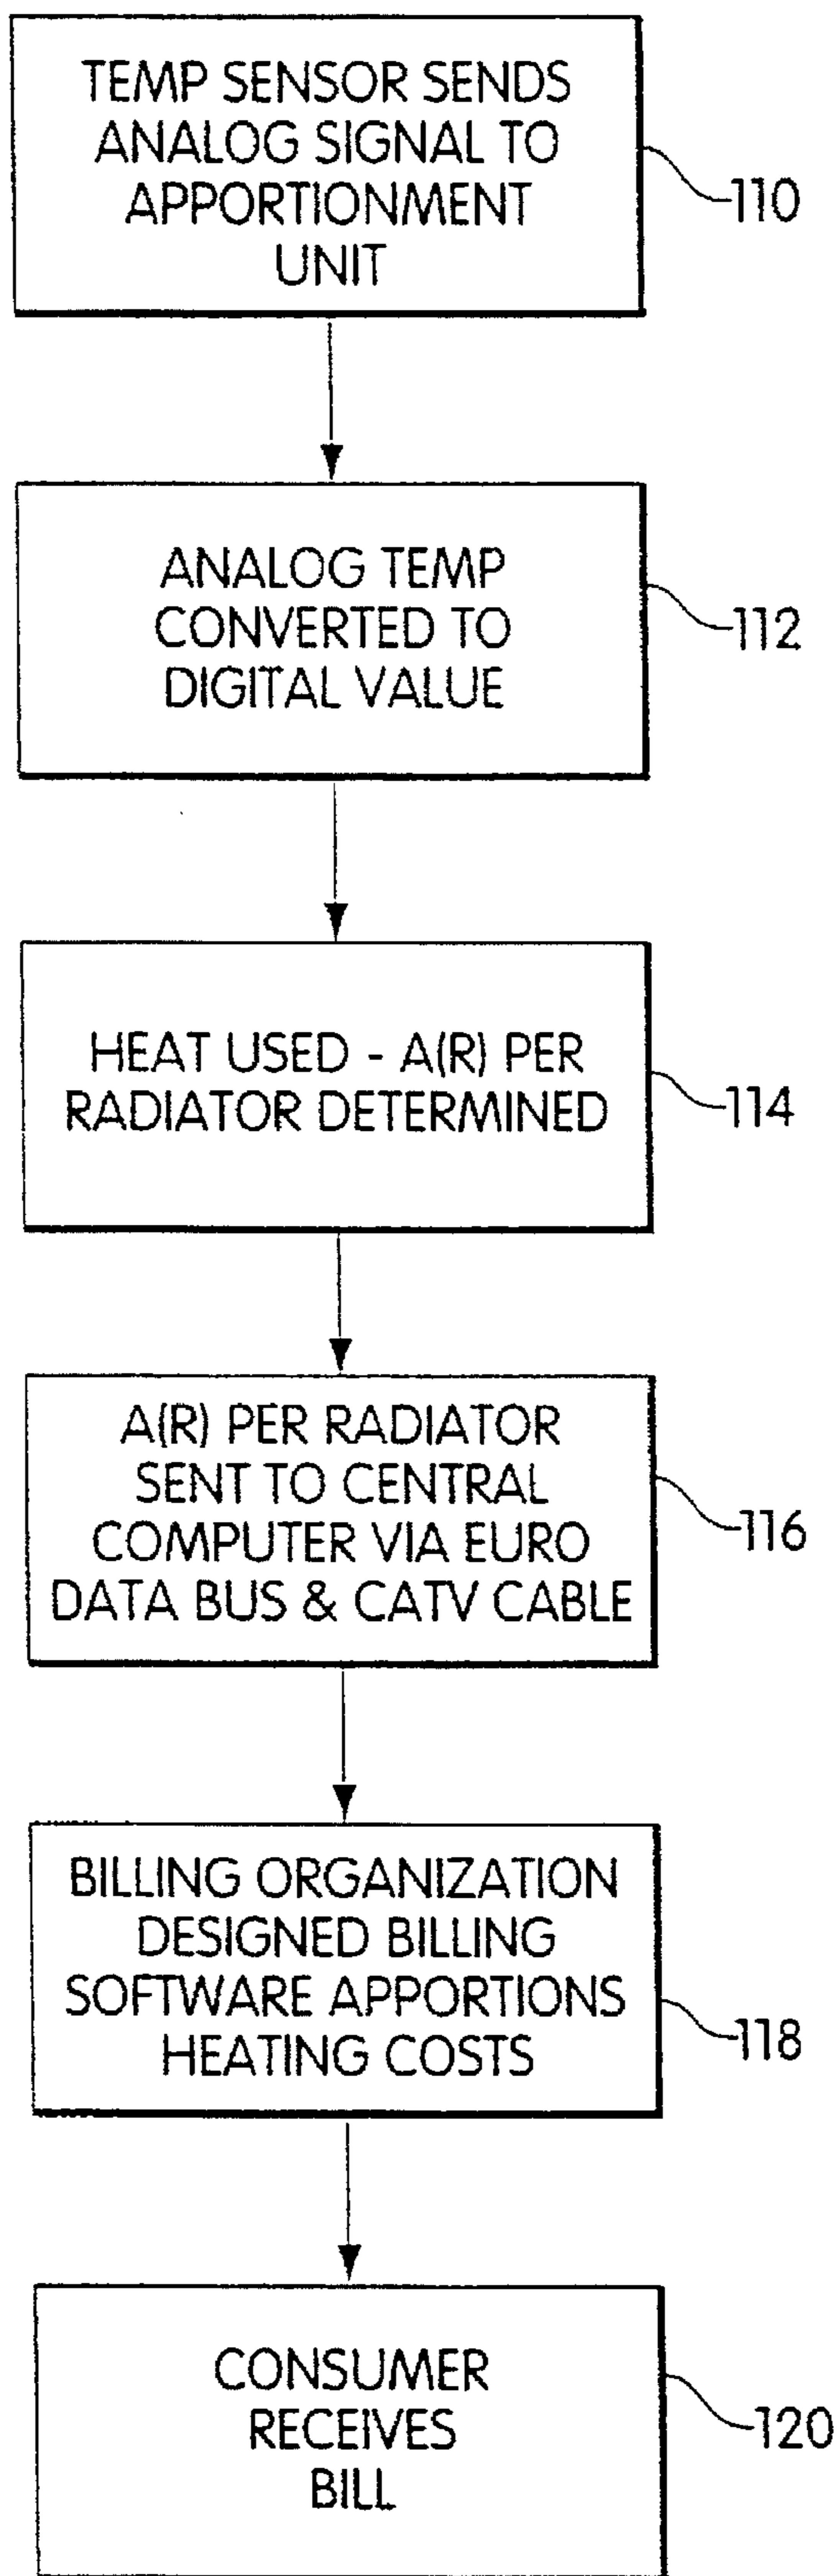 TEMP SENSOR SENDS
ANALOG SIGNAL TO
APPORTIONMENT
UNIT
110
ANALOG TEMP
CONVERTED TO
DIGITAL VALUE
112
HEAT USED - A(R) PER
RADIATOR DETERMINED
114
A(R) PER RADIATOR
SENT TO CENTRAL
COMPUTER VIA EURO
DATA BUS & CATV CABLE
116
BILLING ORGANIZATION
DESIGNED BILLING
SOFTWARE APPORTIONS
HEATING COSTS
118
CONSUMER
RECEIVES
BILL
120